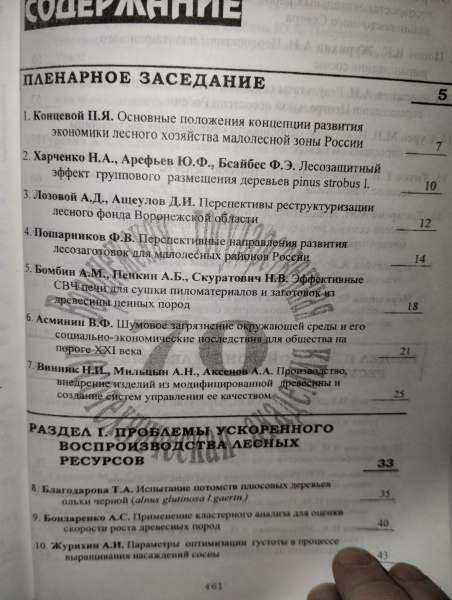 СОДЕРЖАНИЕ
ПЛЕНАРНОЕ ЗАСЕДАНИЕ 5
1. Концевой П.Я. Основные положения концепции развития
экономики лесного хозяйства малолесной зоны России 7
2. Харченко Н.А., Арефьев Ю.Ф., Бсайбес Ф.Э. Лесозащитный
эффект группового размещения деревьев pinus strobus l. 10
3. Лозовой А.Д., Ащеулов Д.И. Перспективы реструктуризации
лесного фонда Воронежской области 12
4. Пошарников Ф.В. Перспективные направления развития
лесозаготовок для малолесных районов России 14
5. Бомбин А.М., Пенкин А.Б., Скуратович Н.В. Эффективные
СВЧ печи для сушки пиломатериалов и заготовок из
древесины ценных пород 18
6. Асминин В.Ф. Шумовое загрязнение окружающей среды и его
социально-экономические последствия для общества на
пороге XXI века 21
7. Винник Н.И., Мильцын А.Н., Аксенов А.А. Производство,
внедрение изделий из модифицированной древесины и
создание систем управления ее качеством 25
РАЗДЕЛ I. ПРОБЛЕМЫ УСКОРЕННОГО
ВОСПРОИЗВОДСТВА ЛЕСНЫХ
РЕСУРСОВ 33
8. Благодарова Т.А. Испытание потомств плюсовых деревьев
ольхи черной (alnus glutinosa l gaertn.) 35
9. Бондаренко А.С. Применение кластерного анализа для оценки
скорости роста древесных пород 40
10. Журихин А.И. Параметры оптимизации густоты в процессе
выращивания насаждений сосны 43
461
70